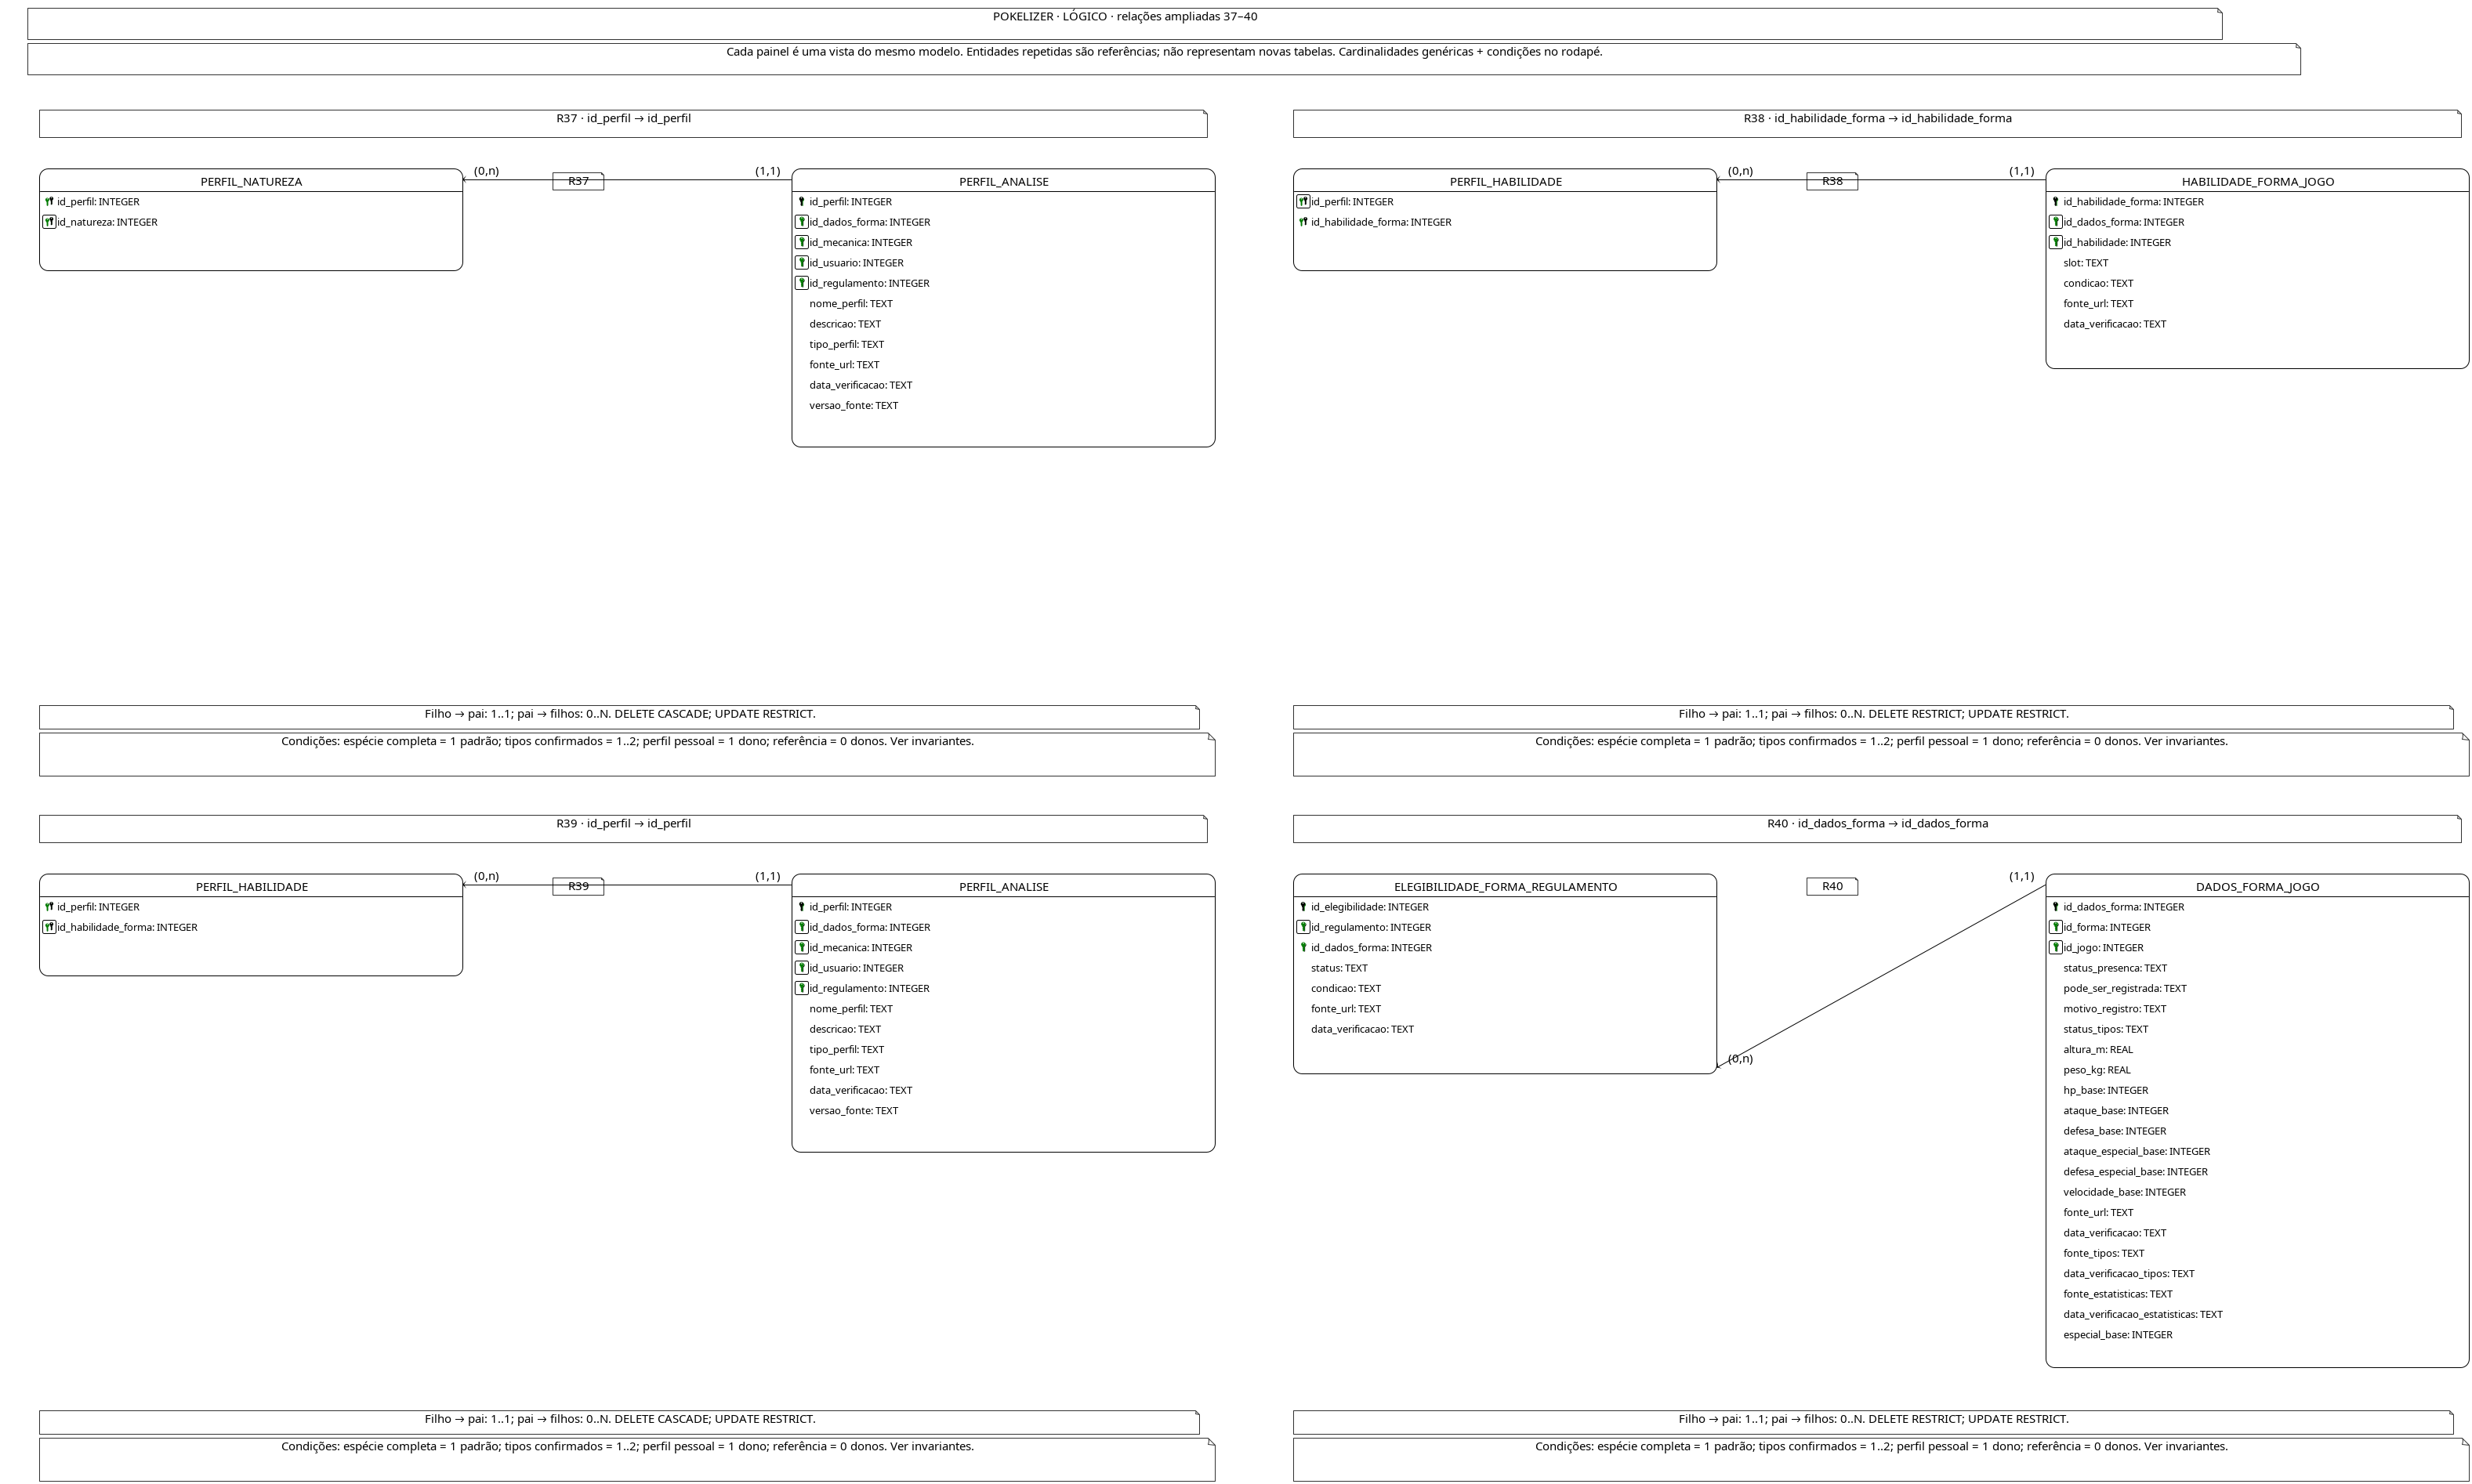 POKELIZER · LÓGICO · relações ampliadas 37–40
Cada painel é uma vista do mesmo modelo. Entidades repetidas são referências; não representam novas tabelas. Cardinalidades genéricas + condições no rodapé.
R37 · id_perfil → id_perfil
PERFIL_NATUREZA
id_perfil: INTEGER
id_natureza: INTEGER
(0,n)
R37
(1,1)
PERFIL_ANALISE
id_perfil: INTEGER
id_dados_forma: INTEGER
id_mecanica: INTEGER
id_usuario: INTEGER
id_regulamento: INTEGER
nome_perfil: TEXT
descricao: TEXT
tipo_perfil: TEXT
fonte_url: TEXT
data_verificacao: TEXT
versao_fonte: TEXT
Filho → pai: 1..1; pai → filhos: 0..N. DELETE CASCADE; UPDATE RESTRICT.
Condições: espécie completa = 1 padrão; tipos confirmados = 1..2; perfil pessoal = 1 dono; referência = 0 donos. Ver invariantes.
R38 · id_habilidade_forma → id_habilidade_forma
PERFIL_HABILIDADE
id_perfil: INTEGER
id_habilidade_forma: INTEGER
(0,n)
R38
(1,1)
HABILIDADE_FORMA_JOGO
id_habilidade_forma: INTEGER
id_dados_forma: INTEGER
id_habilidade: INTEGER
slot: TEXT
condicao: TEXT
fonte_url: TEXT
data_verificacao: TEXT
Filho → pai: 1..1; pai → filhos: 0..N. DELETE RESTRICT; UPDATE RESTRICT.
Condições: espécie completa = 1 padrão; tipos confirmados = 1..2; perfil pessoal = 1 dono; referência = 0 donos. Ver invariantes.
R39 · id_perfil → id_perfil
PERFIL_HABILIDADE
id_perfil: INTEGER
id_habilidade_forma: INTEGER
(0,n)
R39
(1,1)
PERFIL_ANALISE
id_perfil: INTEGER
id_dados_forma: INTEGER
id_mecanica: INTEGER
id_usuario: INTEGER
id_regulamento: INTEGER
nome_perfil: TEXT
descricao: TEXT
tipo_perfil: TEXT
fonte_url: TEXT
data_verificacao: TEXT
versao_fonte: TEXT
Filho → pai: 1..1; pai → filhos: 0..N. DELETE CASCADE; UPDATE RESTRICT.
Condições: espécie completa = 1 padrão; tipos confirmados = 1..2; perfil pessoal = 1 dono; referência = 0 donos. Ver invariantes.
R40 · id_dados_forma → id_dados_forma
ELEGIBILIDADE_FORMA_REGULAMENTO
id_elegibilidade: INTEGER
id_regulamento: INTEGER
id_dados_forma: INTEGER
status: TEXT
condicao: TEXT
fonte_url: TEXT
data_verificacao: TEXT
(0,n)
R40
(1,1)
DADOS_FORMA_JOGO
id_dados_forma: INTEGER
id_forma: INTEGER
id_jogo: INTEGER
status_presenca: TEXT
pode_ser_registrada: TEXT
motivo_registro: TEXT
status_tipos: TEXT
altura_m: REAL
peso_kg: REAL
hp_base: INTEGER
ataque_base: INTEGER
defesa_base: INTEGER
ataque_especial_base: INTEGER
defesa_especial_base: INTEGER
velocidade_base: INTEGER
fonte_url: TEXT
data_verificacao: TEXT
fonte_tipos: TEXT
data_verificacao_tipos: TEXT
fonte_estatisticas: TEXT
data_verificacao_estatisticas: TEXT
especial_base: INTEGER
Filho → pai: 1..1; pai → filhos: 0..N. DELETE RESTRICT; UPDATE RESTRICT.
Condições: espécie completa = 1 padrão; tipos confirmados = 1..2; perfil pessoal = 1 dono; referência = 0 donos. Ver invariantes.